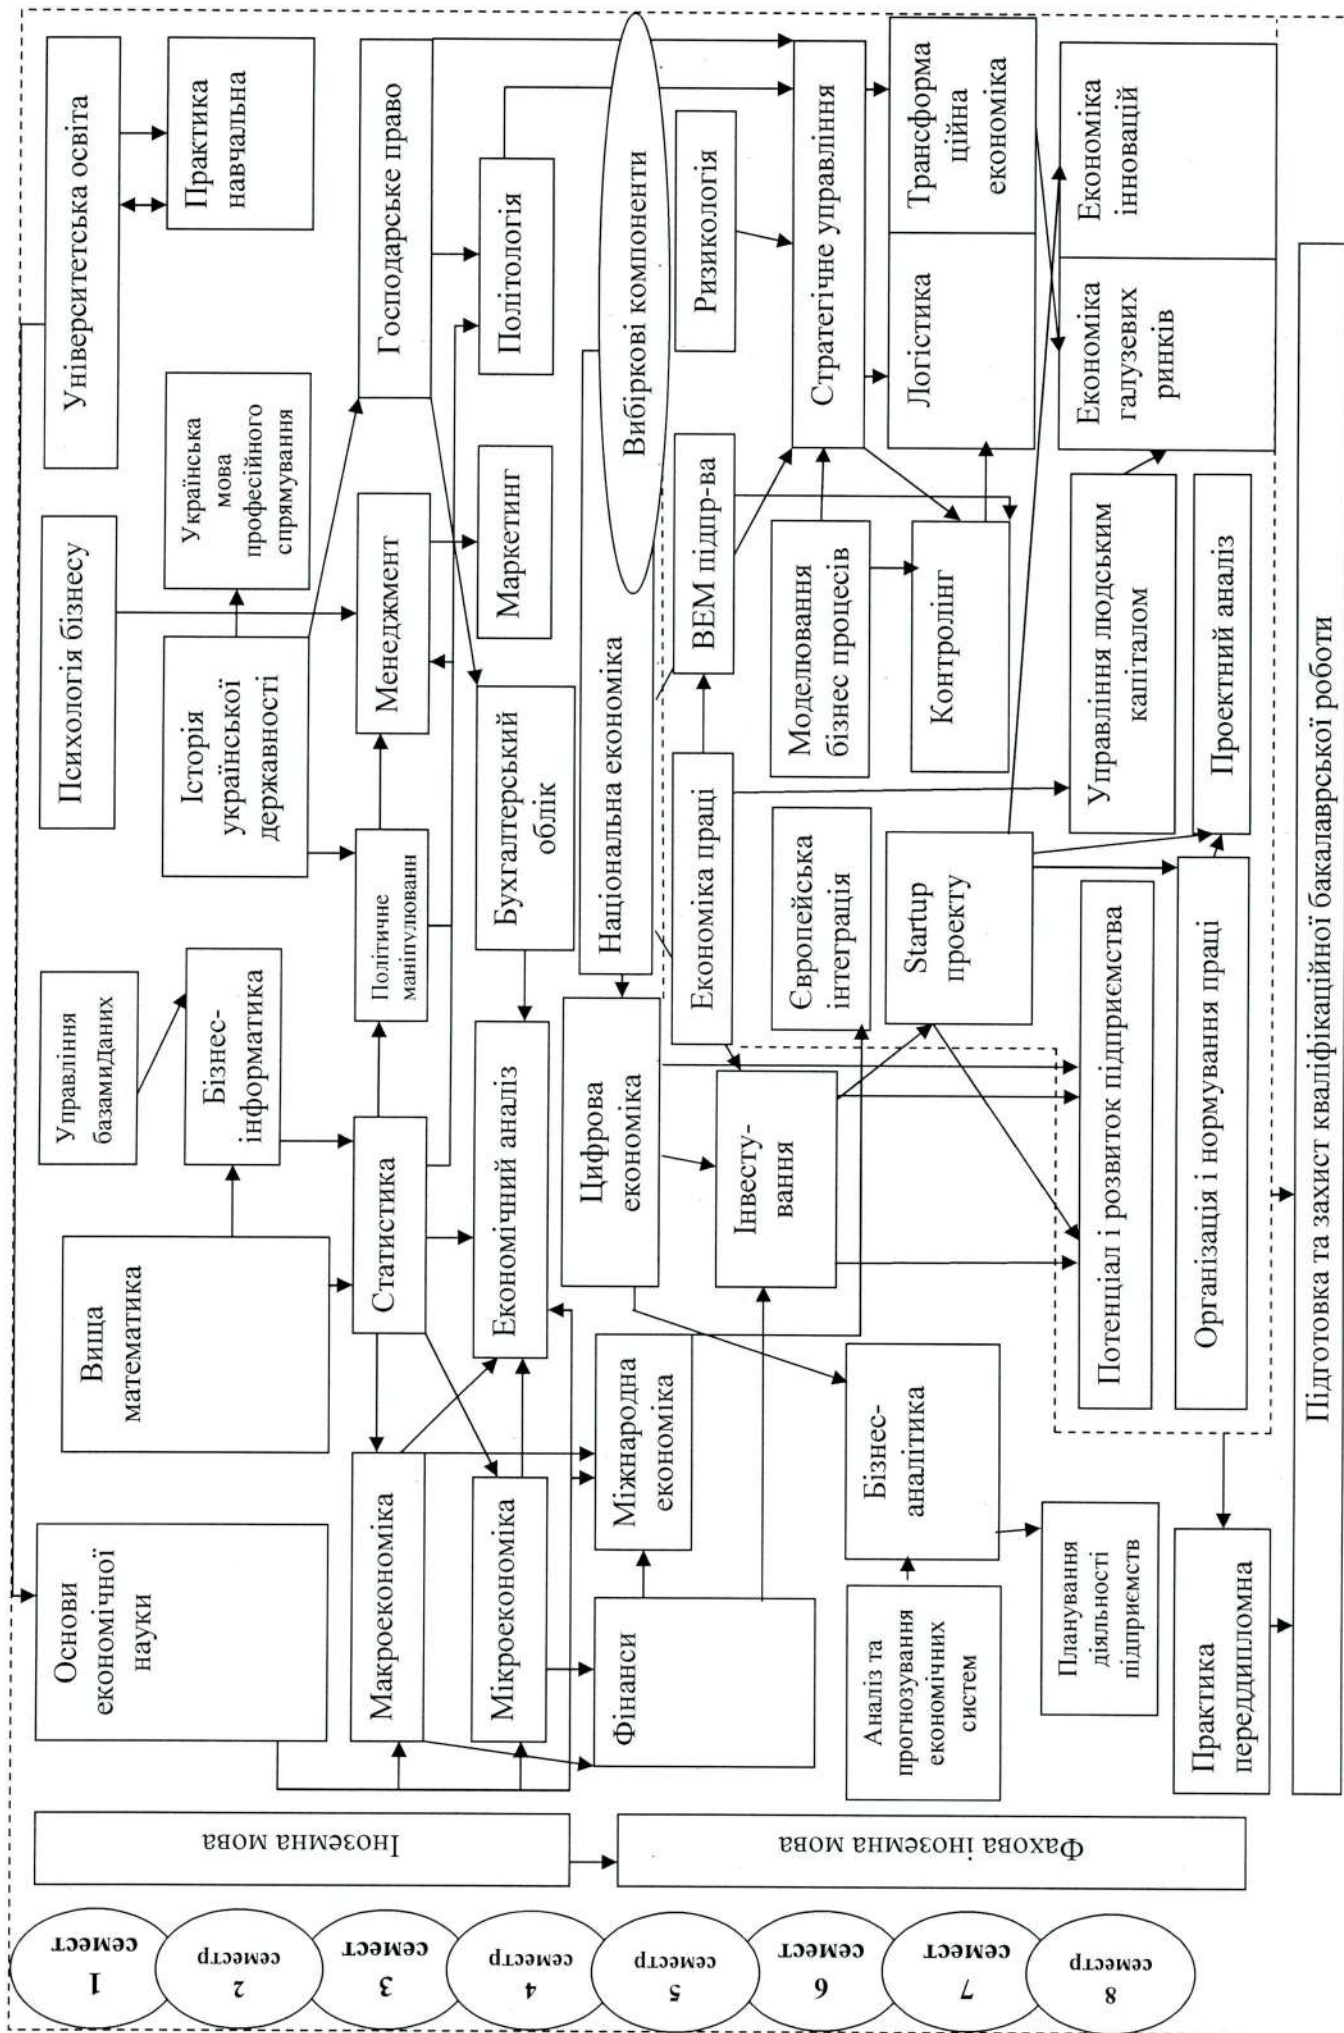 1
семест
2
семестр
3
семест
4
семестр
5
семестр
6
семест
7
семест
8
семестр
Іноземна мова
Фахова іноземна мова
Основи
економічної
науки
Вища
математика
Управління
базамиданих
Психологія бізнесу
Університетська освіта
Бізнес-
інформатика
Історія
української
державності
Українська
мова
професійного
спрямування
Практика
навчальна
Макроекономіка
Статистика
Політичне
маніпулюванн
Менеджмент
Господарське право
Мікроекономіка
Економічний аналіз
Бухгалтерський
облік
Маркетинг
Політологія
Фінанси
Міжнародна
економіка
Цифрова
економіка
Національна економіка
Вибіркові компоненти
Інвесту-
вання
Економіка праці
ВЕМ підпр-ва
Ризикологія
Європейська
інтеграція
Моделювання
бізнес процесів
Стратегічне управління
Аналіз та
прогнозування
економічних
систем
Бізнес-
аналітика
Startup
проекту
Контролінг
Логістика
Трансформа
ційна
економіка
Планування
діяльності
підприємств
Потенціал і розвиток підприємства
Управління людським
капіталом
Економіка
галузевих
ринків
Економіка
інновацій
Практика
переддипломна
Організація і нормування праці
Проектний аналіз
Підготовка та захист кваліфікаційної бакалаврської роботи